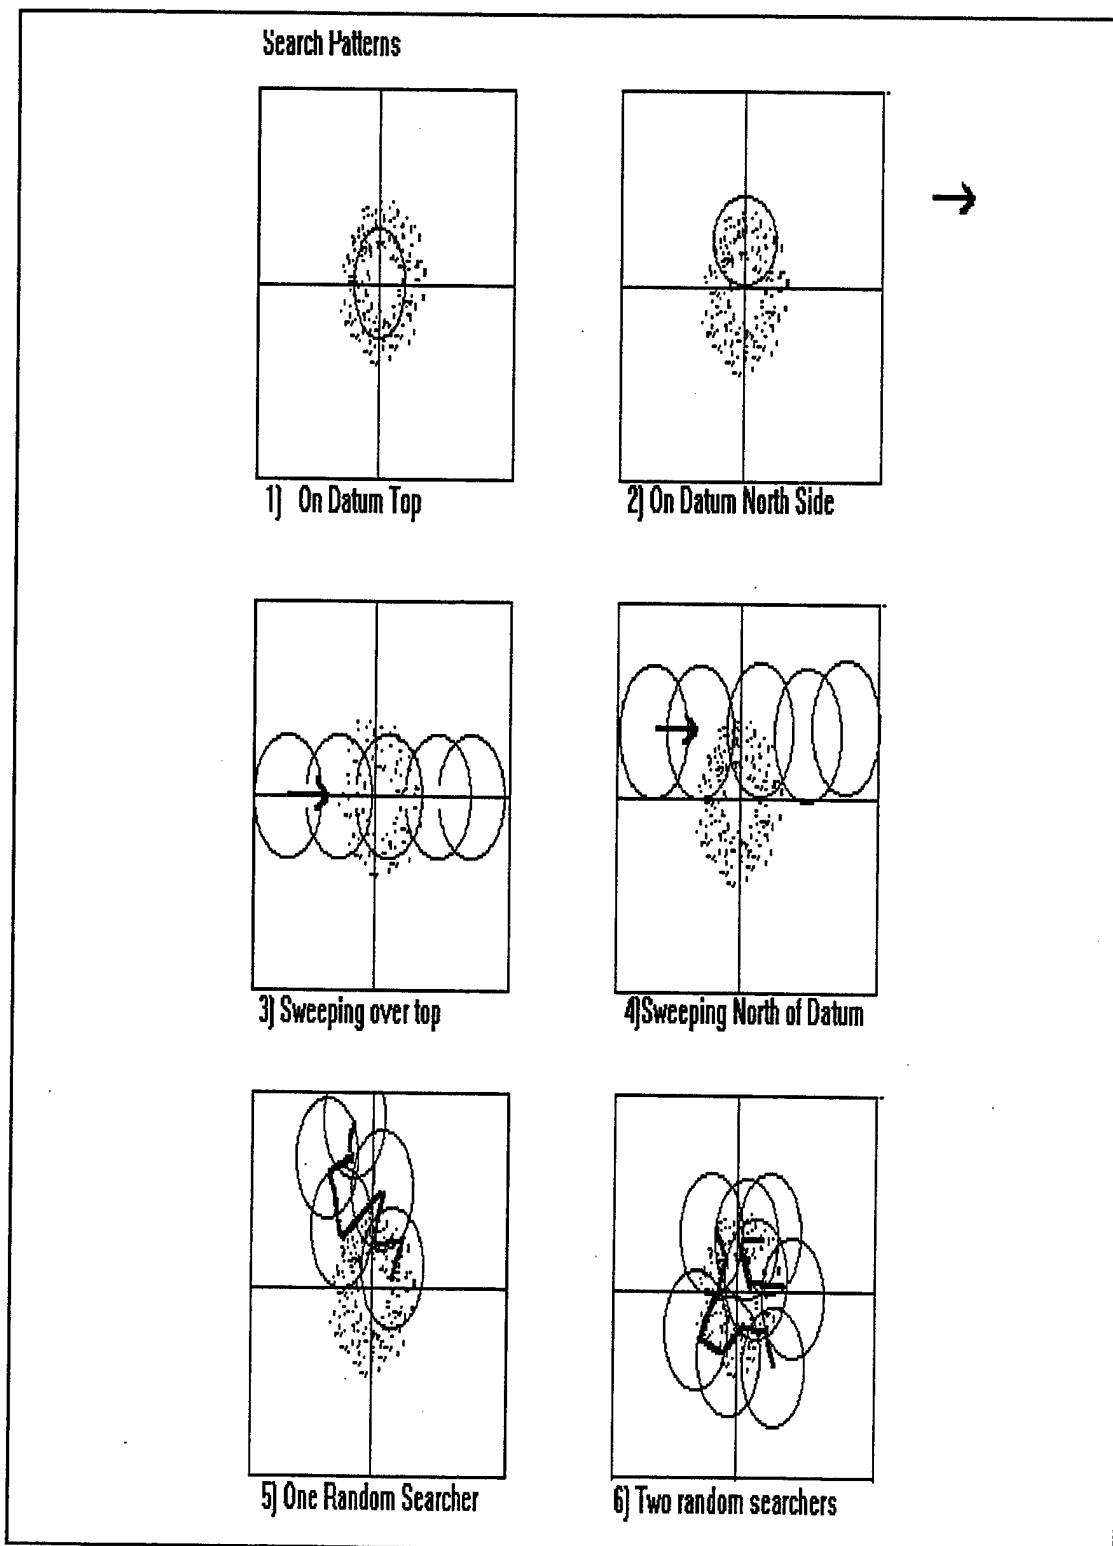 Search Patterns
1) On Datum Top
2) On Datum North Side
3) Sweeping over top
4)Sweeping North of Datum
5) One Random Searcher
6) Two random searchers